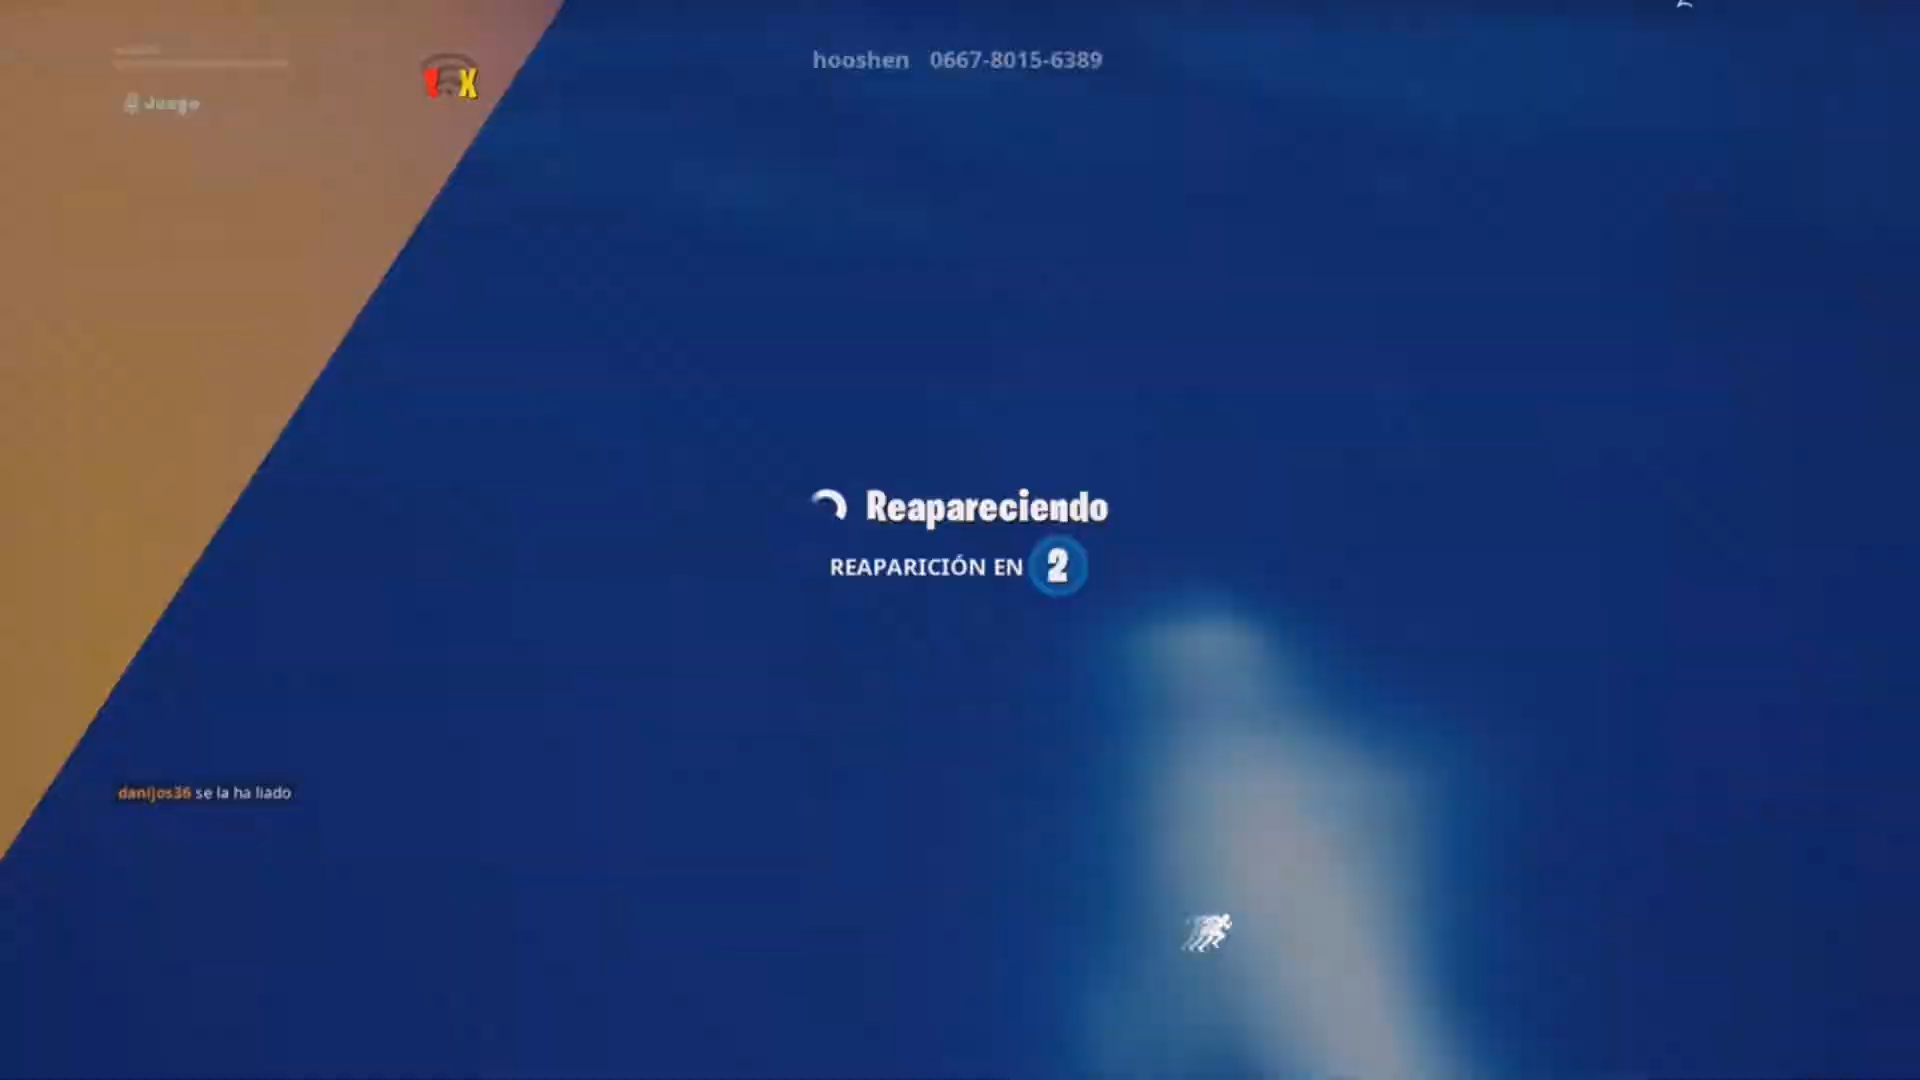 hooshen 0667-8015-6389
Juego
Reapareciendo
REAPARICIÓN EN 2
danijos36 se la ha liado